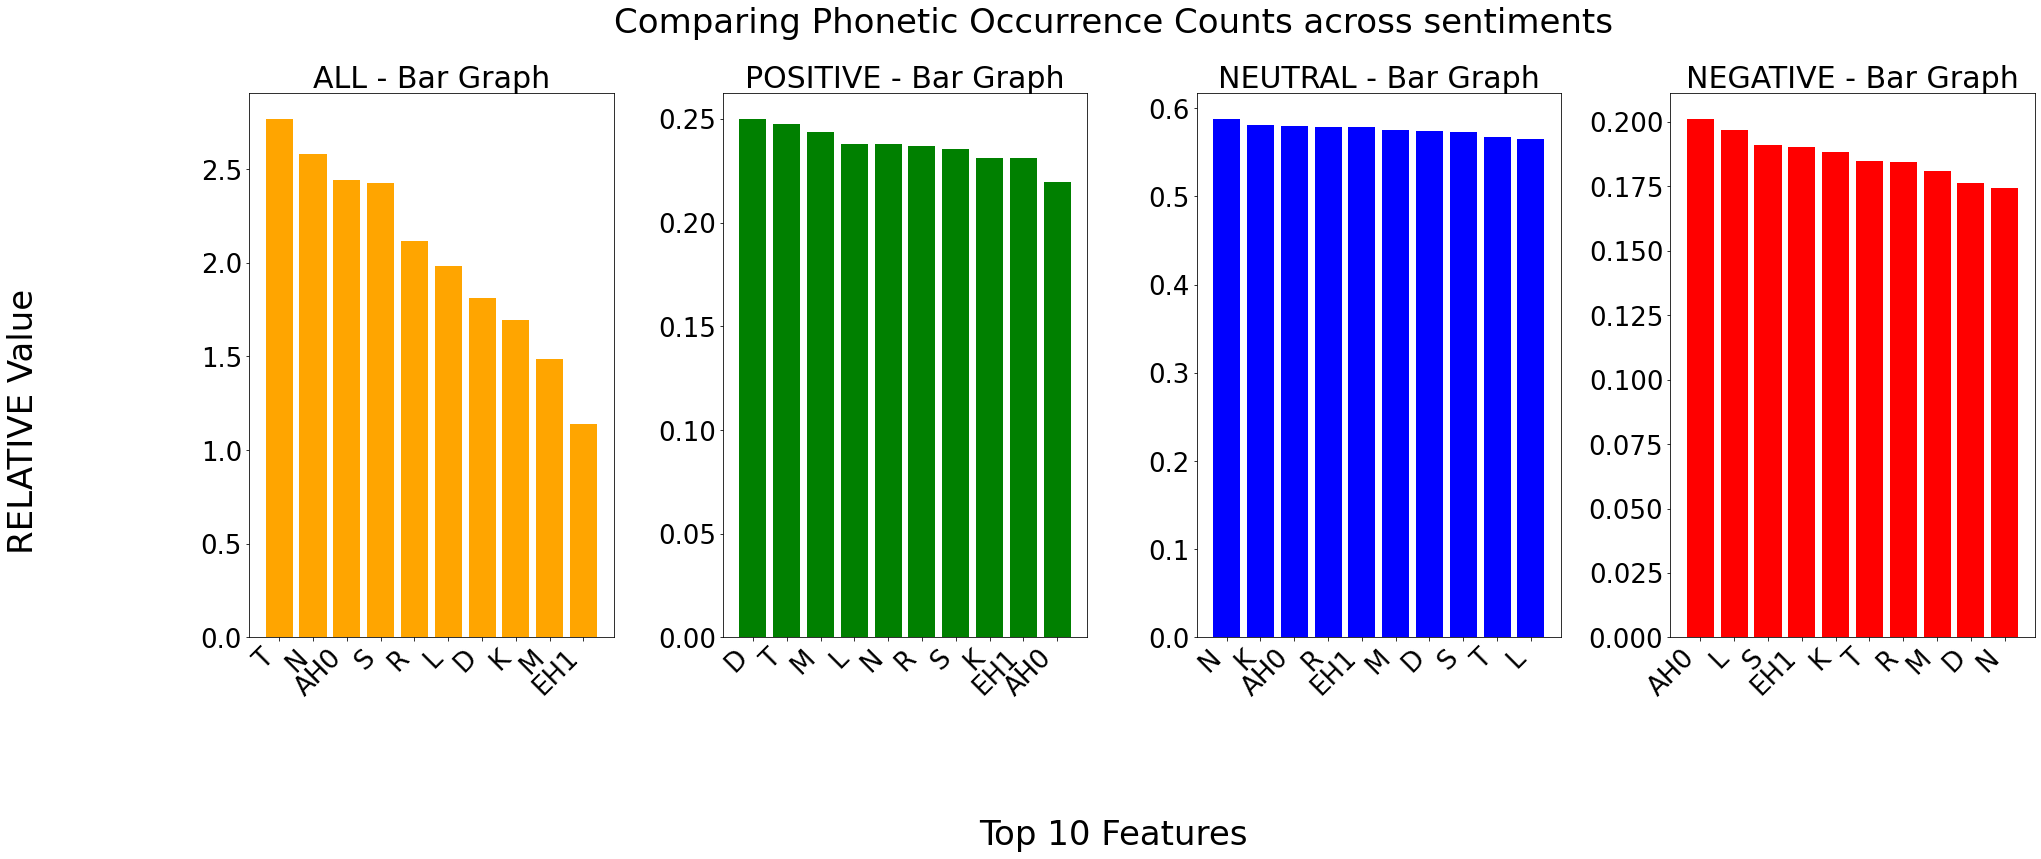 Comparing Phonetic Occurrence Counts across sentiments
RELATIVE Value
ALL - Bar Graph
2.5
2.0
1.5
1.0
0.5
0.0
T
N
AH0
S
R
L
D
K
M
EH1
POSITIVE - Bar Graph
0.25
0.20
0.15
0.10
0.05
0.00
D
T
M
L
N
R
S
K
EH1
AH0
NEUTRAL - Bar Graph
0.6
0.5
0.4
0.3
0.2
0.1
0.0
N
K
AH0
R
EH1
M
D
S
T
L
NEGATIVE - Bar Graph
0.200
0.175
0.150
0.125
0.100
0.075
0.050
0.025
0.000
AH0
L
S
EH1
K
T
R
M
D
N
Top 10 Features